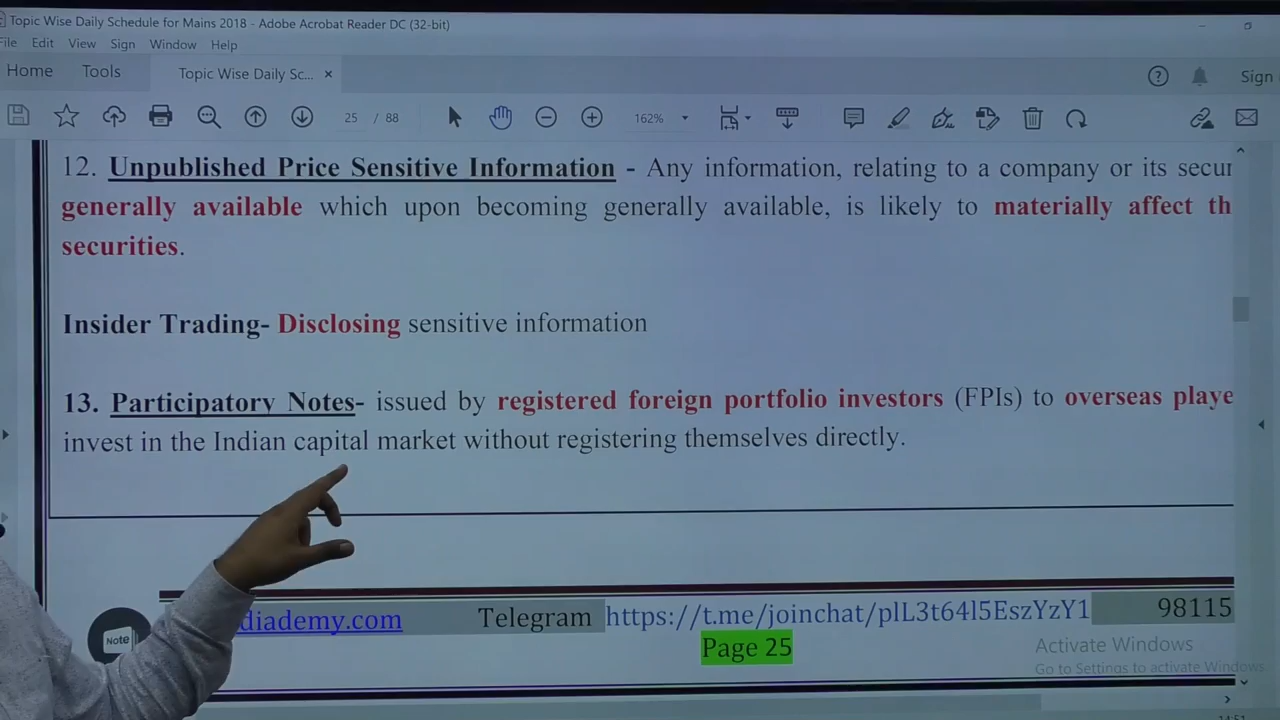 Topic Wise Daily Schedule for Mains 2018 - Adobe Acrobat Reader DC (32-bit)
File Edit View Sign Window Help
Home Tools Topic Wise Daily Sc... × Sign
25 / 88 162%
12. Unpublished Price Sensitive Information - Any information, relating to a company or its secur
generally available which upon becoming generally available, is likely to materially affect th
securities.
Insider Trading- Disclosing sensitive information
13. Participatory Notes- issued by registered foreign portfolio investors (FPIs) to overseas playe
invest in the Indian capital market without registering themselves directly.
diademy.com Telegram https://t.me/joinchat/plL3t64l5EszYzY1 98115
Note
Page 25
Activate Windows
Go to Settings to activate Windows.